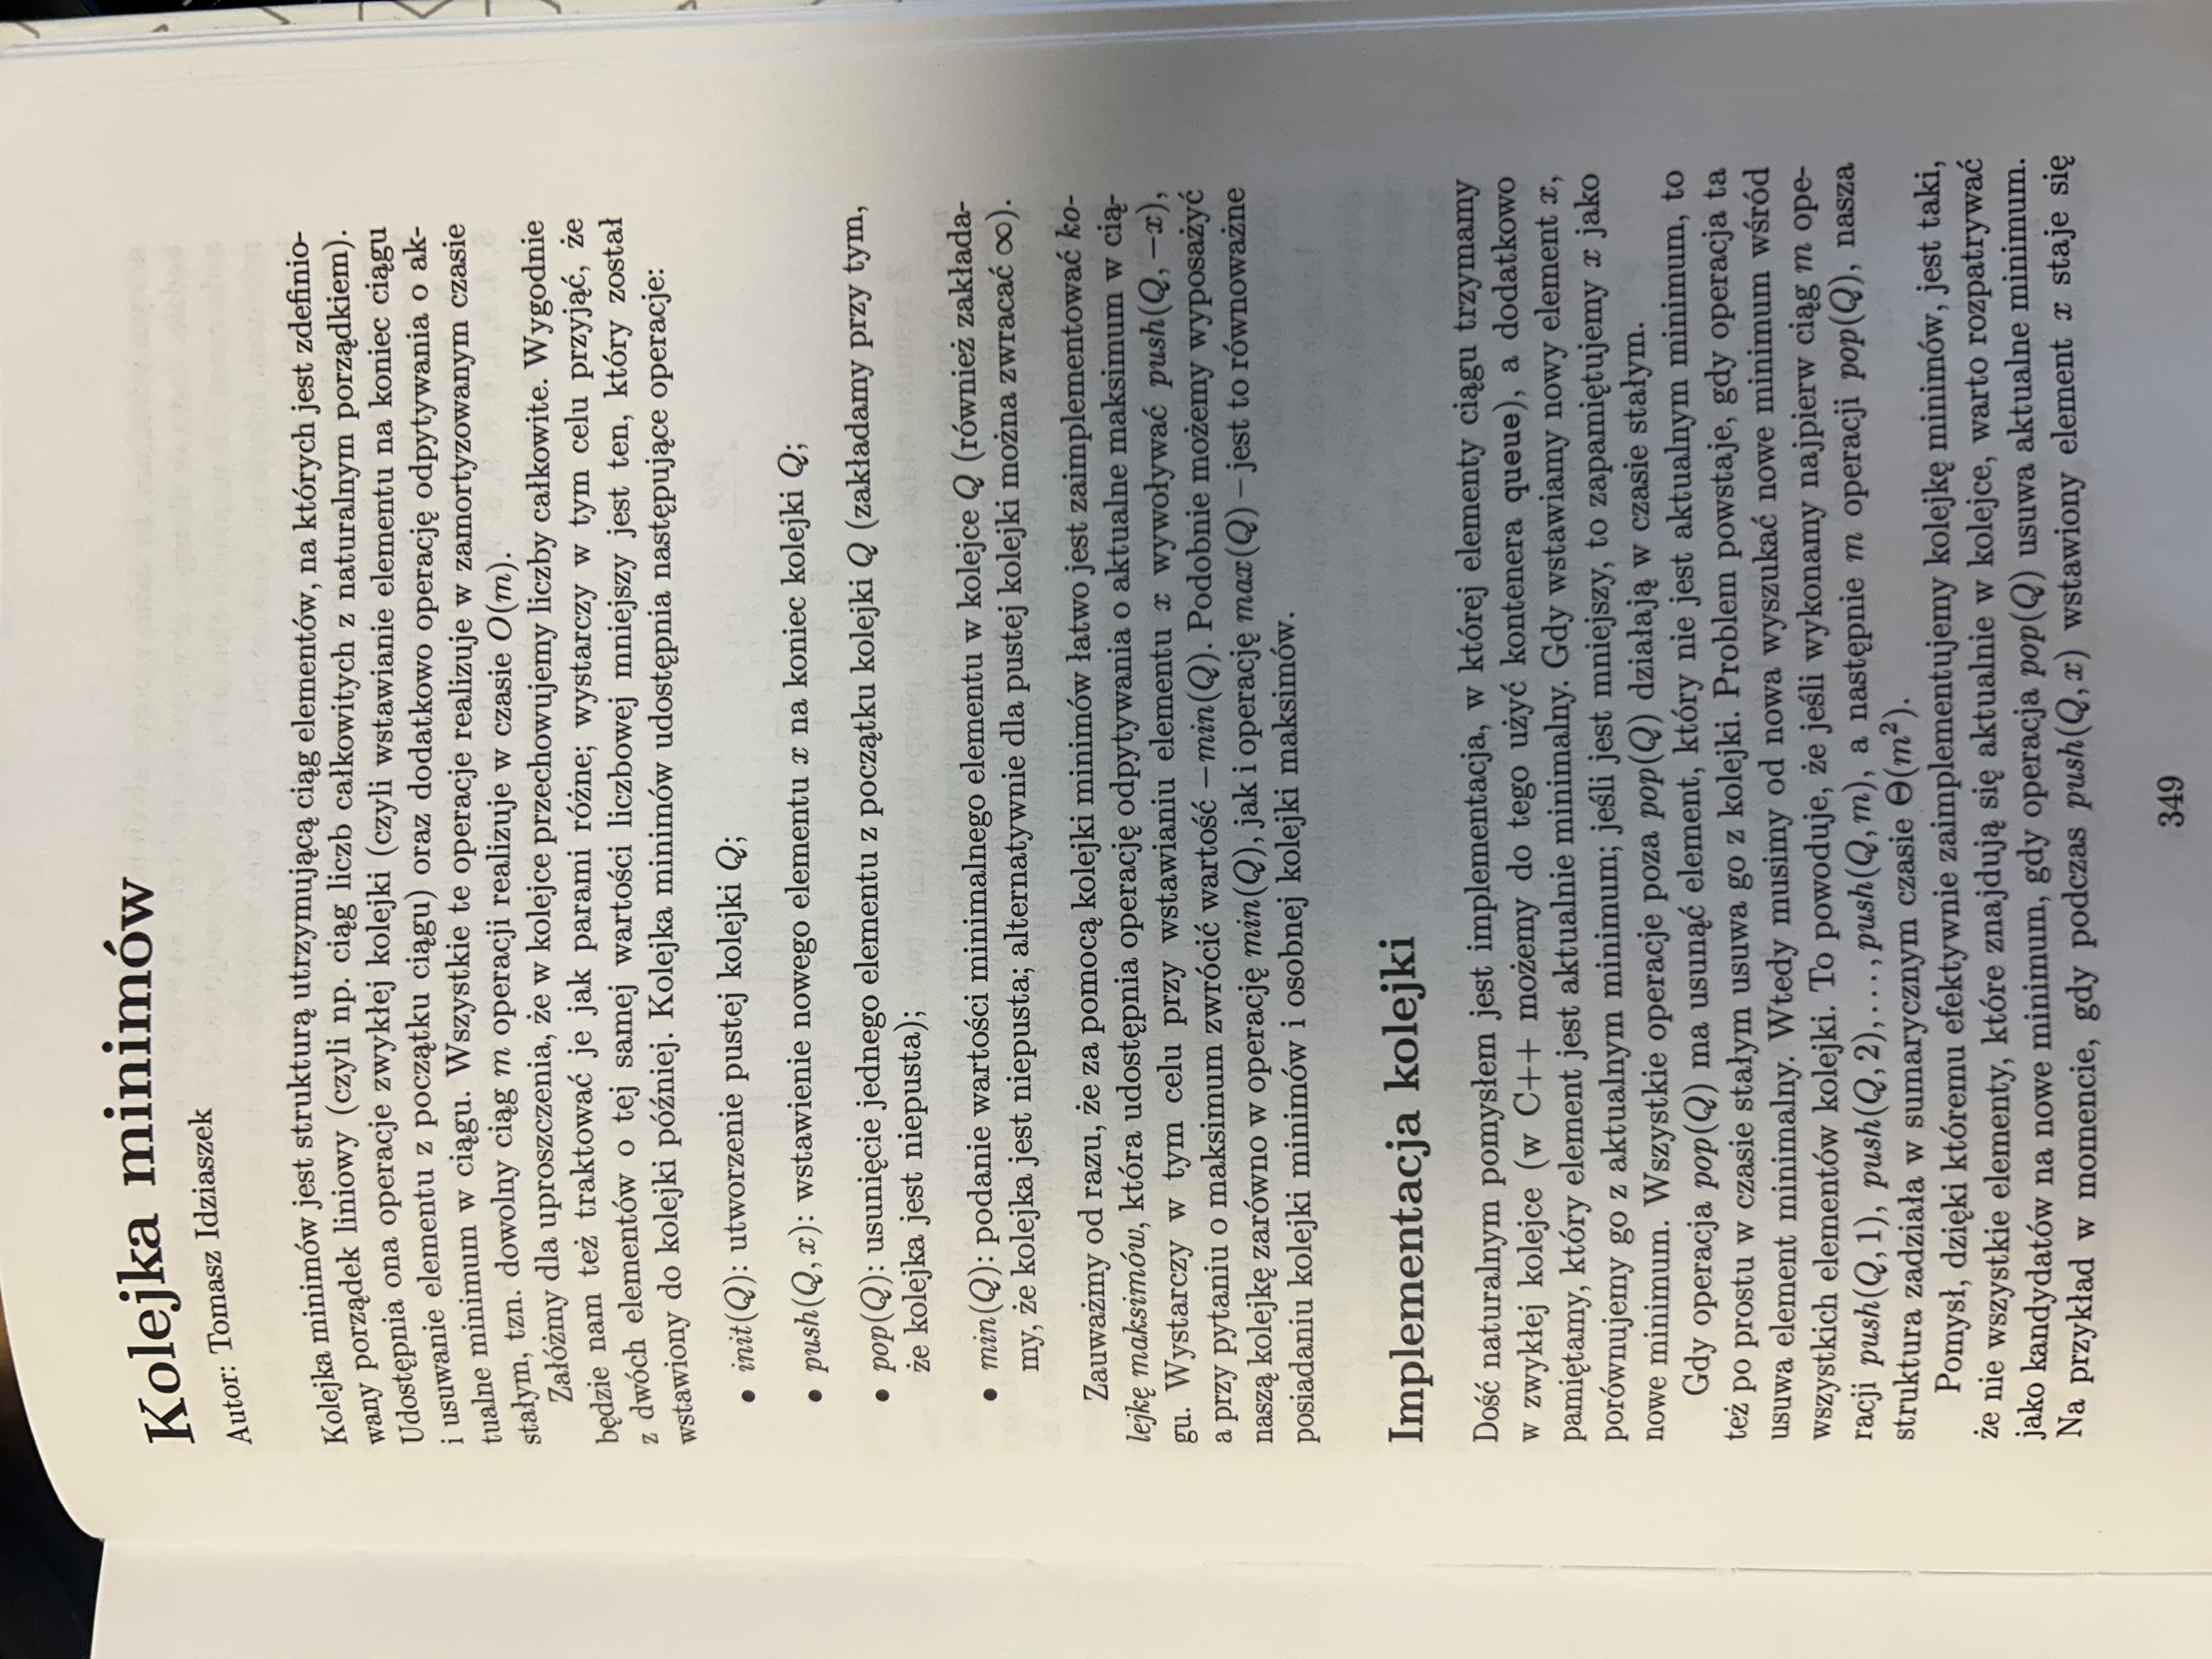 Kolejka minimów
Autor: Tomasz Idziaszek
Kolejka minimów jest strukturą utrzymującą ciąg elementów, na których jest zdefinio-
wany porządek liniowy (czyli np. ciąg liczb całkowitych z naturalnym porządkiem).
Udostępnia ona operacje zwykłej kolejki (czyli wstawianie elementu na koniec ciągu
i usuwanie elementu z początku ciągu) oraz dodatkowo operację odpytywania o ak-
tualne minimum w ciągu. Wszystkie te operacje realizuje w zamortyzowanym czasie
stałym, tzn. dowolny ciąg m operacji realizuje w czasie O(m).
Załóżmy dla uproszczenia, że w kolejce przechowujemy liczby całkowite. Wygodnie
będzie nam też traktować je jak parami różne; wystarczy w tym celu przyjąć, że
z dwóch elementów o tej samej wartości liczbowej mniejszy jest ten, który został
wstawiony do kolejki później. Kolejka minimów udostępnia następujące operacje:
• init(Q): utworzenie pustej kolejki Q;
• push(Q, x): wstawienie nowego elementu x na koniec kolejki Q;
• pop(Q): usunięcie jednego elementu z początku kolejki Q (zakładamy przy tym,
że kolejka jest niepusta);
• min(Q): podanie wartości minimalnego elementu w kolejce Q (również zakłada-
my, że kolejka jest niepusta; alternatywnie dla pustej kolejki można zwracać ∞).
Zauważmy od razu, że za pomocą kolejki minimów łatwo jest zaimplementować ko-
lejkę maksimów, która udostępnia operację odpytywania o aktualne maksimum w cią-
gu. Wystarczy w tym celu przy wstawianiu elementu x wywoływać push(Q, −x),
a przy pytaniu o maksimum zwrócić wartość −min(Q). Podobnie możemy wyposażyć
naszą kolejkę zarówno w operację min(Q), jak i operację max(Q) – jest to równoważne
posiadaniu kolejki minimów i osobnej kolejki maksimów.
Implementacja kolejki
Dość naturalnym pomysłem jest implementacja, w której elementy ciągu trzymamy
w zwykłej kolejce (w C++ możemy do tego użyć kontenera queue), a dodatkowo
pamiętamy, który element jest aktualnie minimalny. Gdy wstawiamy nowy element x,
porównujemy go z aktualnym minimum; jeśli jest mniejszy, to zapamiętujemy x jako
nowe minimum. Wszystkie operacje poza pop(Q) działają w czasie stałym.
Gdy operacja pop(Q) ma usunąć element, który nie jest aktualnym minimum, to
też po prostu w czasie stałym usuwa go z kolejki. Problem powstaje, gdy operacja ta
usuwa element minimalny. Wtedy musimy od nowa wyszukać nowe minimum wśród
wszystkich elementów kolejki. To powoduje, że jeśli wykonamy najpierw ciąg m ope-
racji push(Q, 1), push(Q, 2), . . . , push(Q, m), a następnie m operacji pop(Q), nasza
struktura zadziała w sumarycznym czasie Θ(m²).
Pomysł, dzięki któremu efektywnie zaimplementujemy kolejkę minimów, jest taki,
że nie wszystkie elementy, które znajdują się aktualnie w kolejce, warto rozpatrywać
jako kandydatów na nowe minimum, gdy operacja pop(Q) usuwa aktualne minimum.
Na przykład w momencie, gdy podczas push(Q, x) wstawiony element x staje się
349